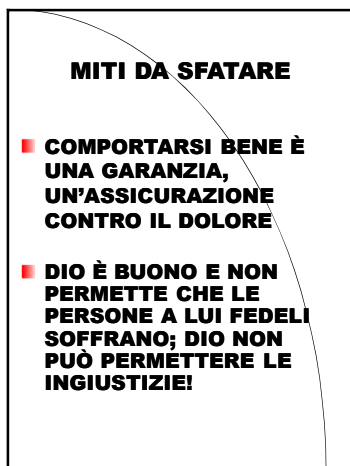 MITI DA SFATARE
COMPORTARSI BENE È
UNA GARANZIA,
UN'ASSICURAZIONE
CONTRO IL DOLORE
DIO È BUONO E NON
PERMETTE CHE LE
PERSONE A LUI FEDELI
SOFFRANO; DIO NON
PUÒ PERMETTERE LE
INGIUSTIZIE!